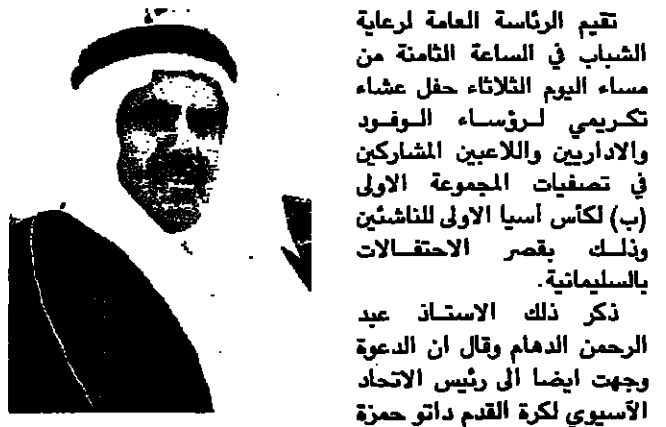 تقيم الرئاسة العامة لرعاية
الشباب في الساعة الثامنة من
مساء اليوم الثلاثاء حفل عشاء
تكريمي لرؤساء الوفود
والاداريين واللاعبين المشاركين
في تصفيات المجموعة الاولى
(ب) لكأس آسيا الاولى للناشئين
وذلك بقصر الاحتفالات
بالسليمانية.
ذكر ذلك الاستاذ عبد
الرحمن الدهام وقال ان الدعوة
وجهت ايضا الى رئيس الاتحاد
الآسيوي لكرة القدم داتو حمزة